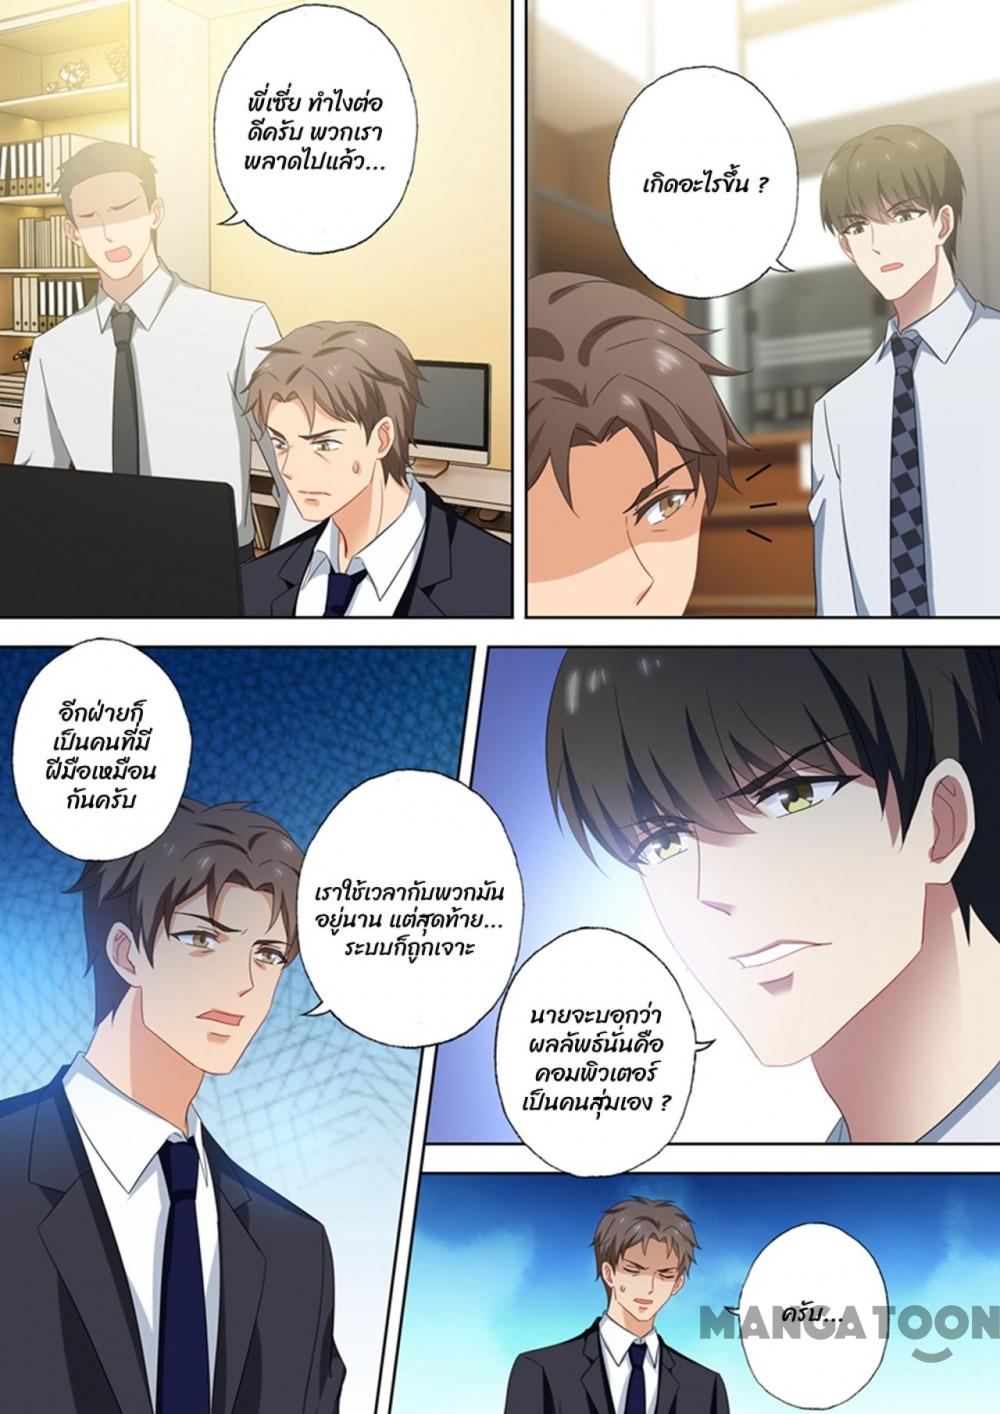 พี่เซี่ย ทำไงต่อ
ดีครับ พวกเรา
พลาดไปแล้ว...
เกิดอะไรขึ้น ?
อีกฝ่ายก็
เป็นคนที่มี
ฝีมือเหมือน
กันครับ
เราใช้เวลากับพวกมัน
อยู่นาน แต่สุดท้าย...
ระบบก็ถูกเจาะ
นายจะบอกว่า
ผลลัพธ์นั่นคือ
คอมพิวเตอร์
เป็นคนสุ่มเอง ?
ครับ...
MANGATOON